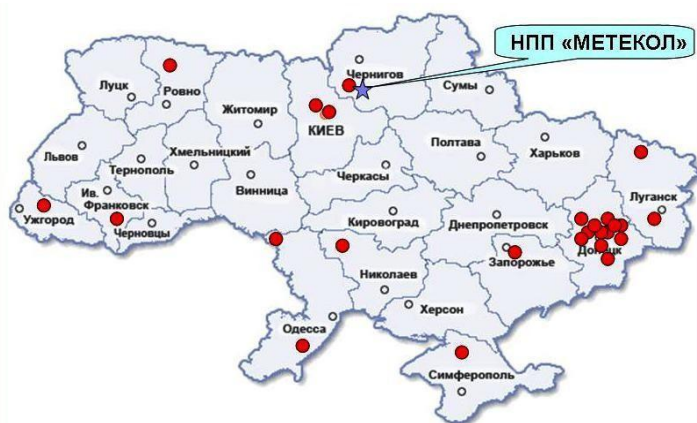 НПП «МЕТЕКОЛ»
Чернигов
Луцк
Ровно
Сумы
Житомир
КИЕВ
Львов
Тернополь
Хмельницкий
Полтава
Харьков
Винница
Черкасы
Ив.
Франковск
Ужгород
Черновцы
Кировоград
Днепропетровск
Луганск
Донецк
Запорожье
Николаев
Херсон
Одесса
Симферополь